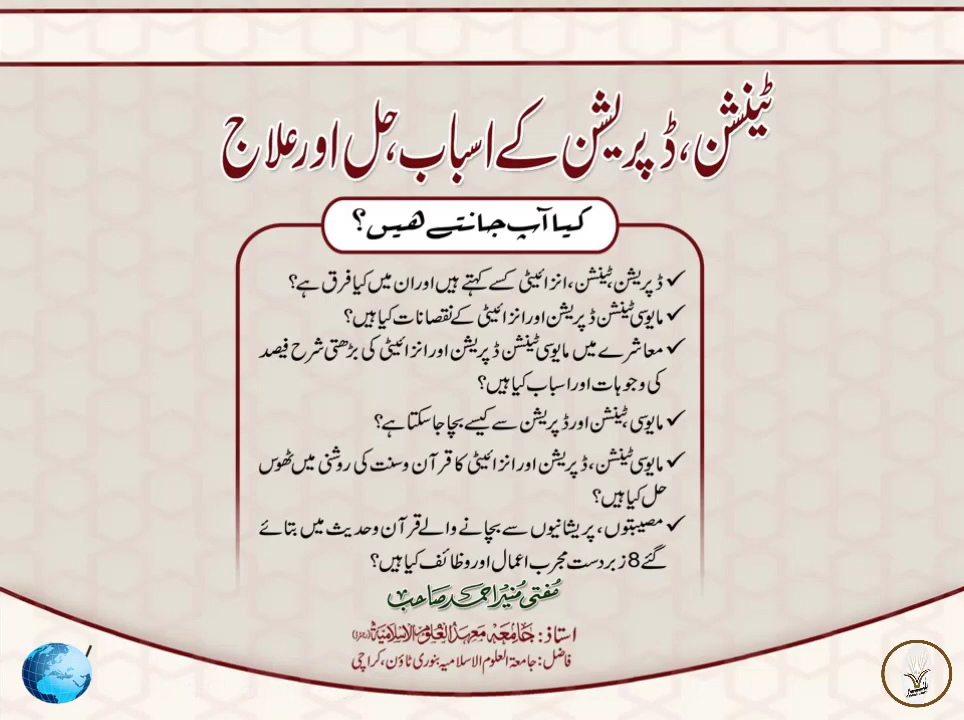 ٹینشن، ڈپریشن کے اسباب، حل اور علاج
کیا آپ جانتے ہیں؟
✓ ڈپریشن، ٹینشن، انزائیٹی کسے کہتے ہیں اور ان میں کیا فرق ہے؟
✓ مایوسی ٹینشن ڈپریشن اور انزائیٹی کے نقصانات کیا ہیں؟
✓ معاشرے میں مایوسی ٹینشن ڈپریشن اور انزائیٹی کی بڑھتی شرح فیصد
کی وجوہات اور اسباب کیا ہیں؟
✓ مایوسی، ٹینشن اور ڈپریشن سے کیسے بچا جا سکتا ہے؟
✓ مایوسی ٹینشن، ڈپریشن اور انزائیٹی کا قرآن و سنت کی روشنی میں ٹھوس
حل کیا ہیں؟
✓ مصیبتوں، پریشانیوں سے بچانے والے قرآن و حدیث میں بتائے
گئے 8 زبردست مجرب اعمال اور وظائف کیا ہیں؟
مفتی منیر احمد صاحب
استاذ: جامعہ معہد العلوم الاسلامیہ
فاضل: جامعۃ العلوم الاسلامیہ بنوری ٹاؤن، کراچی